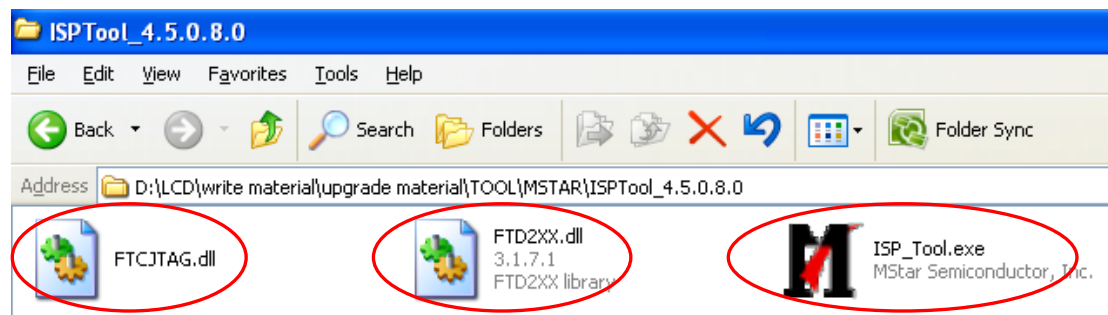 ISPTool_4.5.0.8.0
File Edit View Favorites Tools Help
Back Search Folders Folder Sync
Address D:\LCD\write material\upgrade material\TOOL\MSTAR\ISPTool_4.5.0.8.0
FTCJTAG.dll
FTD2XX.dll
3.1.7.1
FTD2XX library
ISP_Tool.exe
MStar Semiconductor, Inc.